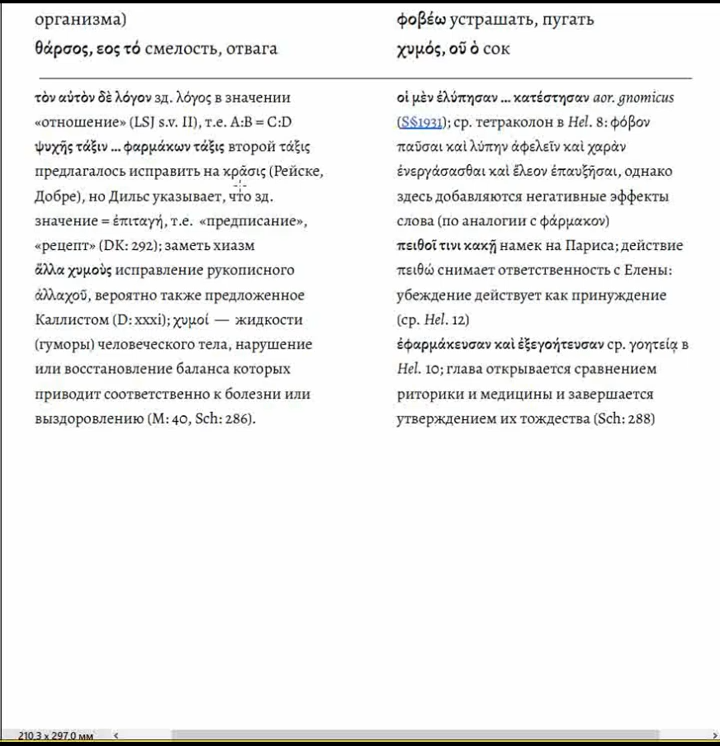 организма)
θάρσος, εος τό смелость, отвага
φοβέω устрашать, пугать
χυμός, οῦ ὁ сок
τὸν αὐτὸν δὲ λόγον зд. λόγος в значении
«отношение» (LSJ s.v. II), т.е. A:B = C:D
ψυχῆς τάξιν ... φαρμάκων τάξις второй τάξις
предлагалось исправить на κρᾶσις (Рейске,
Добре), но Дильс указывает, что зд.
значение = ἐπιταγή, т.е. «предписание»,
«рецепт» (DK: 292); заметь хиазм
ἄλλα χυμοὺς исправление рукописного
ἀλλαχοῦ, вероятно также предложенное
Каллистом (D: xxxi); χυμοί — жидкости
(гуморы) человеческого тела, нарушение
или восстановление баланса которых
приводит соответственно к болезни или
выздоровлению (M: 40, Sch: 286).
οἱ μὲν ἐλύπησαν ... κατέστησαν aor. gnomicus
(S§1931); ср. тетраколон в Hel. 8: φόβον
παῦσαι καὶ λύπην ἀφελεῖν καὶ χαρὰν
ἐνεργάσασθαι καὶ ἔλεον ἐπαυξῆσαι, однако
здесь добавляются негативные эффекты
слова (по аналогии с φάρμακον)
πειθοῖ τινι κακῇ намек на Париса; действие
πειθώ снимает ответственность с Елены:
убеждение действует как принуждение
(ср. Hel. 12)
ἐφαρμάκευσαν καὶ ἐξεγοήτευσαν ср. γοητείᾳ в
Hel. 10; глава открывается сравнением
риторики и медицины и завершается
утверждением их тождества (Sch: 288)
210,3 x 297,0 мм